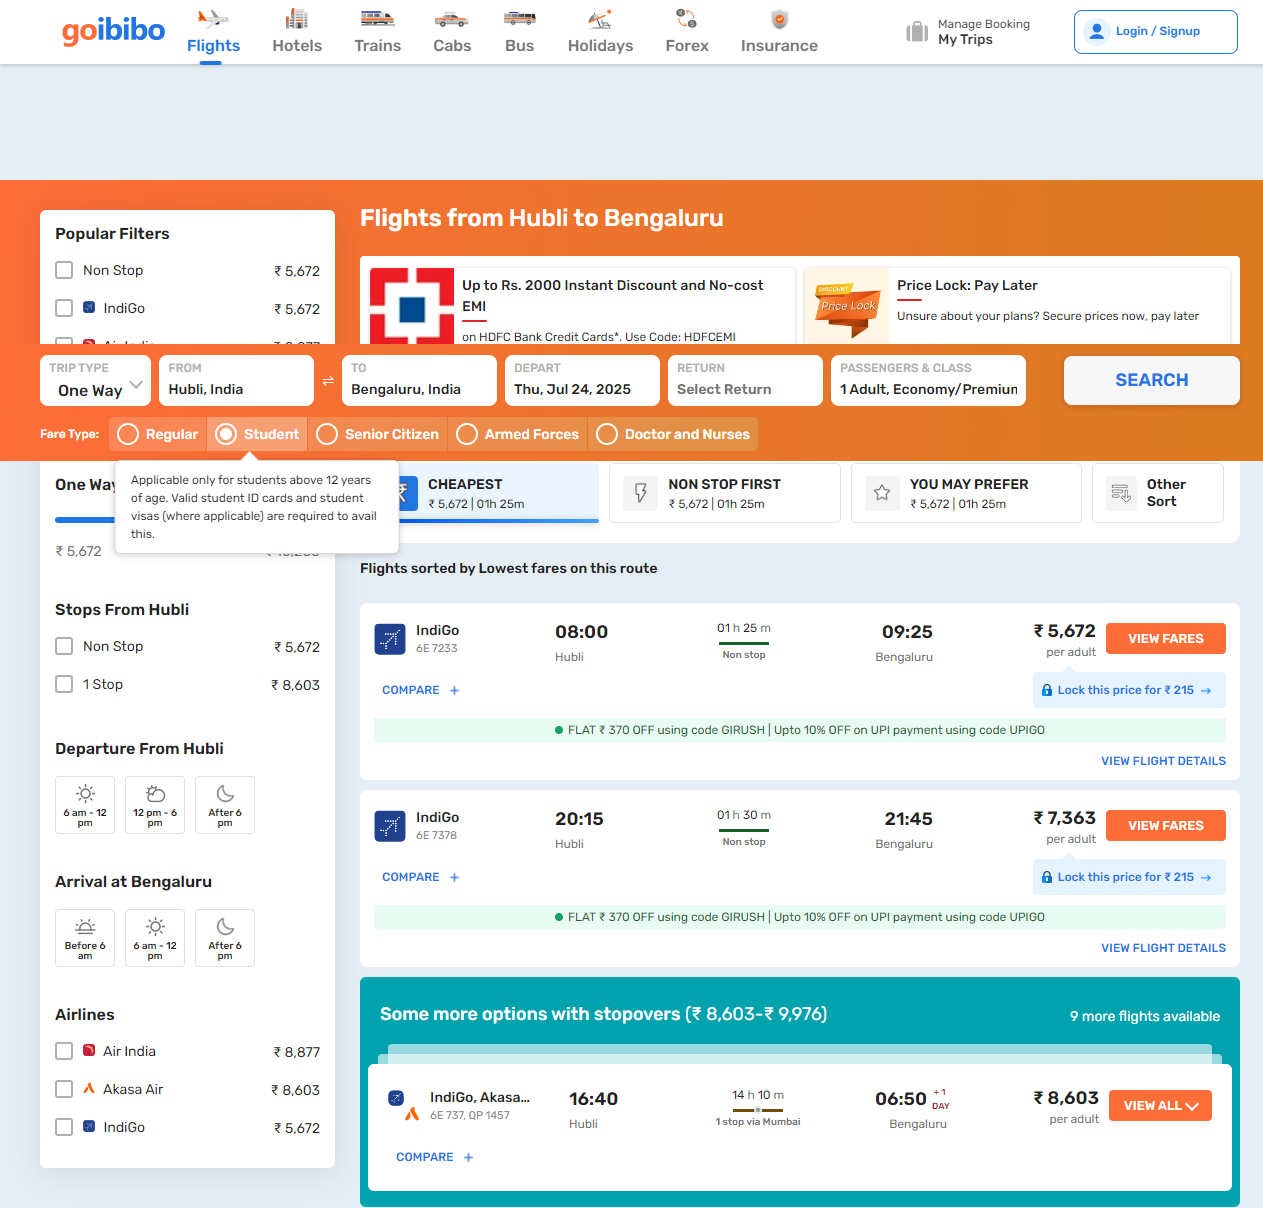 goibibo
Flights
Hotels
Trains
Cabs
Bus
Holidays
Forex
Insurance
Manage Booking
My Trips
Login / Signup
Popular Filters
Non Stop
₹ 5,672
IndiGo
₹ 5,672
Flights from Hubli to Bengaluru
Up to Rs. 2000 Instant Discount and No-cost
EMI
on HDFC Bank Credit Cards*. Use Code: HDFCEMI
DISCOUNT
Price Lock
Price Lock: Pay Later
Unsure about your plans? Secure prices now, pay later
TRIP TYPE
One Way
FROM
Hubli, India
TO
Bengaluru, India
DEPART
Thu, Jul 24, 2025
RETURN
Select Return
PASSENGERS & CLASS
1 Adult, Economy/Premiun
SEARCH
Fare Type:
Regular
Student
Senior Citizen
Armed Forces
Doctor and Nurses
Applicable only for students above 12 years
of age. Valid student ID cards and student
visas (where applicable) are required to avail
this.
One Way
₹ 5,672
CHEAPEST
₹ 5,672 | 01h 25m
NON STOP FIRST
₹ 5,672 | 01h 25m
YOU MAY PREFER
₹ 5,672 | 01h 25m
Other
Sort
Stops From Hubli
Non Stop
₹ 5,672
1 Stop
₹ 8,603
Departure From Hubli
6 am - 12
pm
12 pm - 6
pm
After 6
pm
Arrival at Bengaluru
Before 6
am
6 am - 12
pm
After 6
pm
Airlines
Air India
₹ 8,877
Akasa Air
₹ 8,603
IndiGo
₹ 5,672
Flights sorted by Lowest fares on this route
IndiGo
6E 7233
08:00
Hubli
01 h 25 m
Non stop
09:25
Bengaluru
₹ 5,672
per adult
VIEW FARES
COMPARE +
Lock this price for ₹ 215 →
FLAT ₹ 370 OFF using code GIRUSH | Upto 10% OFF on UPI payment using code UPIGO
VIEW FLIGHT DETAILS
IndiGo
6E 7378
20:15
Hubli
01 h 30 m
Non stop
21:45
Bengaluru
₹ 7,363
per adult
VIEW FARES
COMPARE +
Lock this price for ₹ 215 →
FLAT ₹ 370 OFF using code GIRUSH | Upto 10% OFF on UPI payment using code UPIGO
VIEW FLIGHT DETAILS
Some more options with stopovers (₹ 8,603-₹ 9,976)
9 more flights available
IndiGo, Akasa...
6E 737, QP 1457
16:40
Hubli
14 h 10 m
1 stop via Mumbai
06:50
+ 1
DAY
Bengaluru
₹ 8,603
per adult
VIEW ALL
COMPARE +